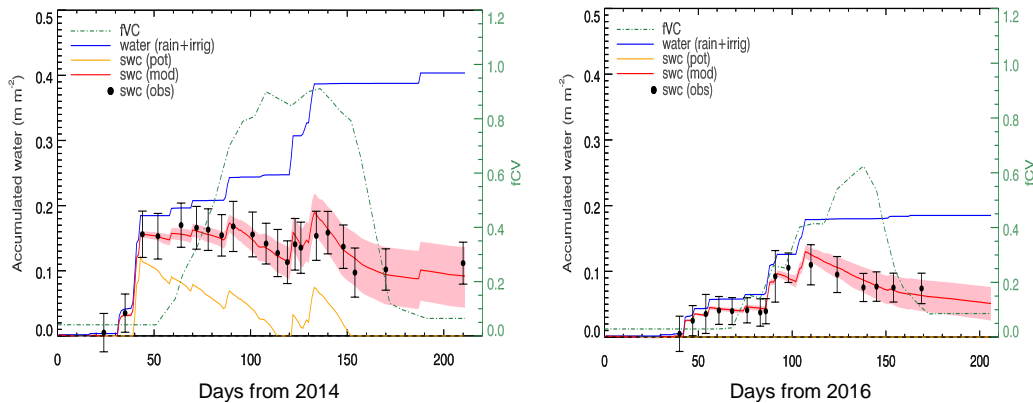 Accumulated water (m m⁻²)
0.5
0.4
0.3
0.2
0.1
0.0
fVC
water (rain+irrig)
swc (pot)
swc (mod)
swc (obs)
1.2
1.0
0.8
0.6
0.4
0.2
0.0
fCV
0
50
100
150
200
Days from 2014
Accumulated water (m m⁻²)
0.5
0.4
0.3
0.2
0.1
0.0
fVC
water (rain+irrig)
swc (pot)
swc (mod)
swc (obs)
1.2
1.0
0.8
0.6
0.4
0.2
0.0
fCV
0
50
100
150
200
Days from 2016